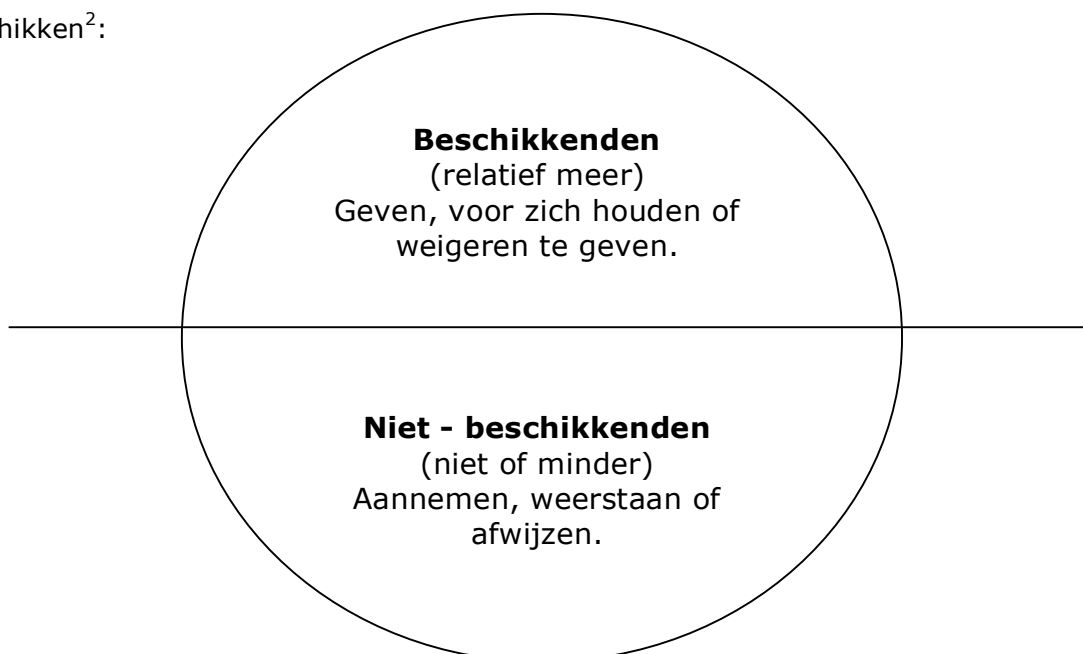 hikken²:
Beschikkenden
(relatief meer)
Geven, voor zich houden of
weigeren te geven.
Niet - beschikkenden
(niet of minder)
Aannemen, weerstaan of
afwijzen.